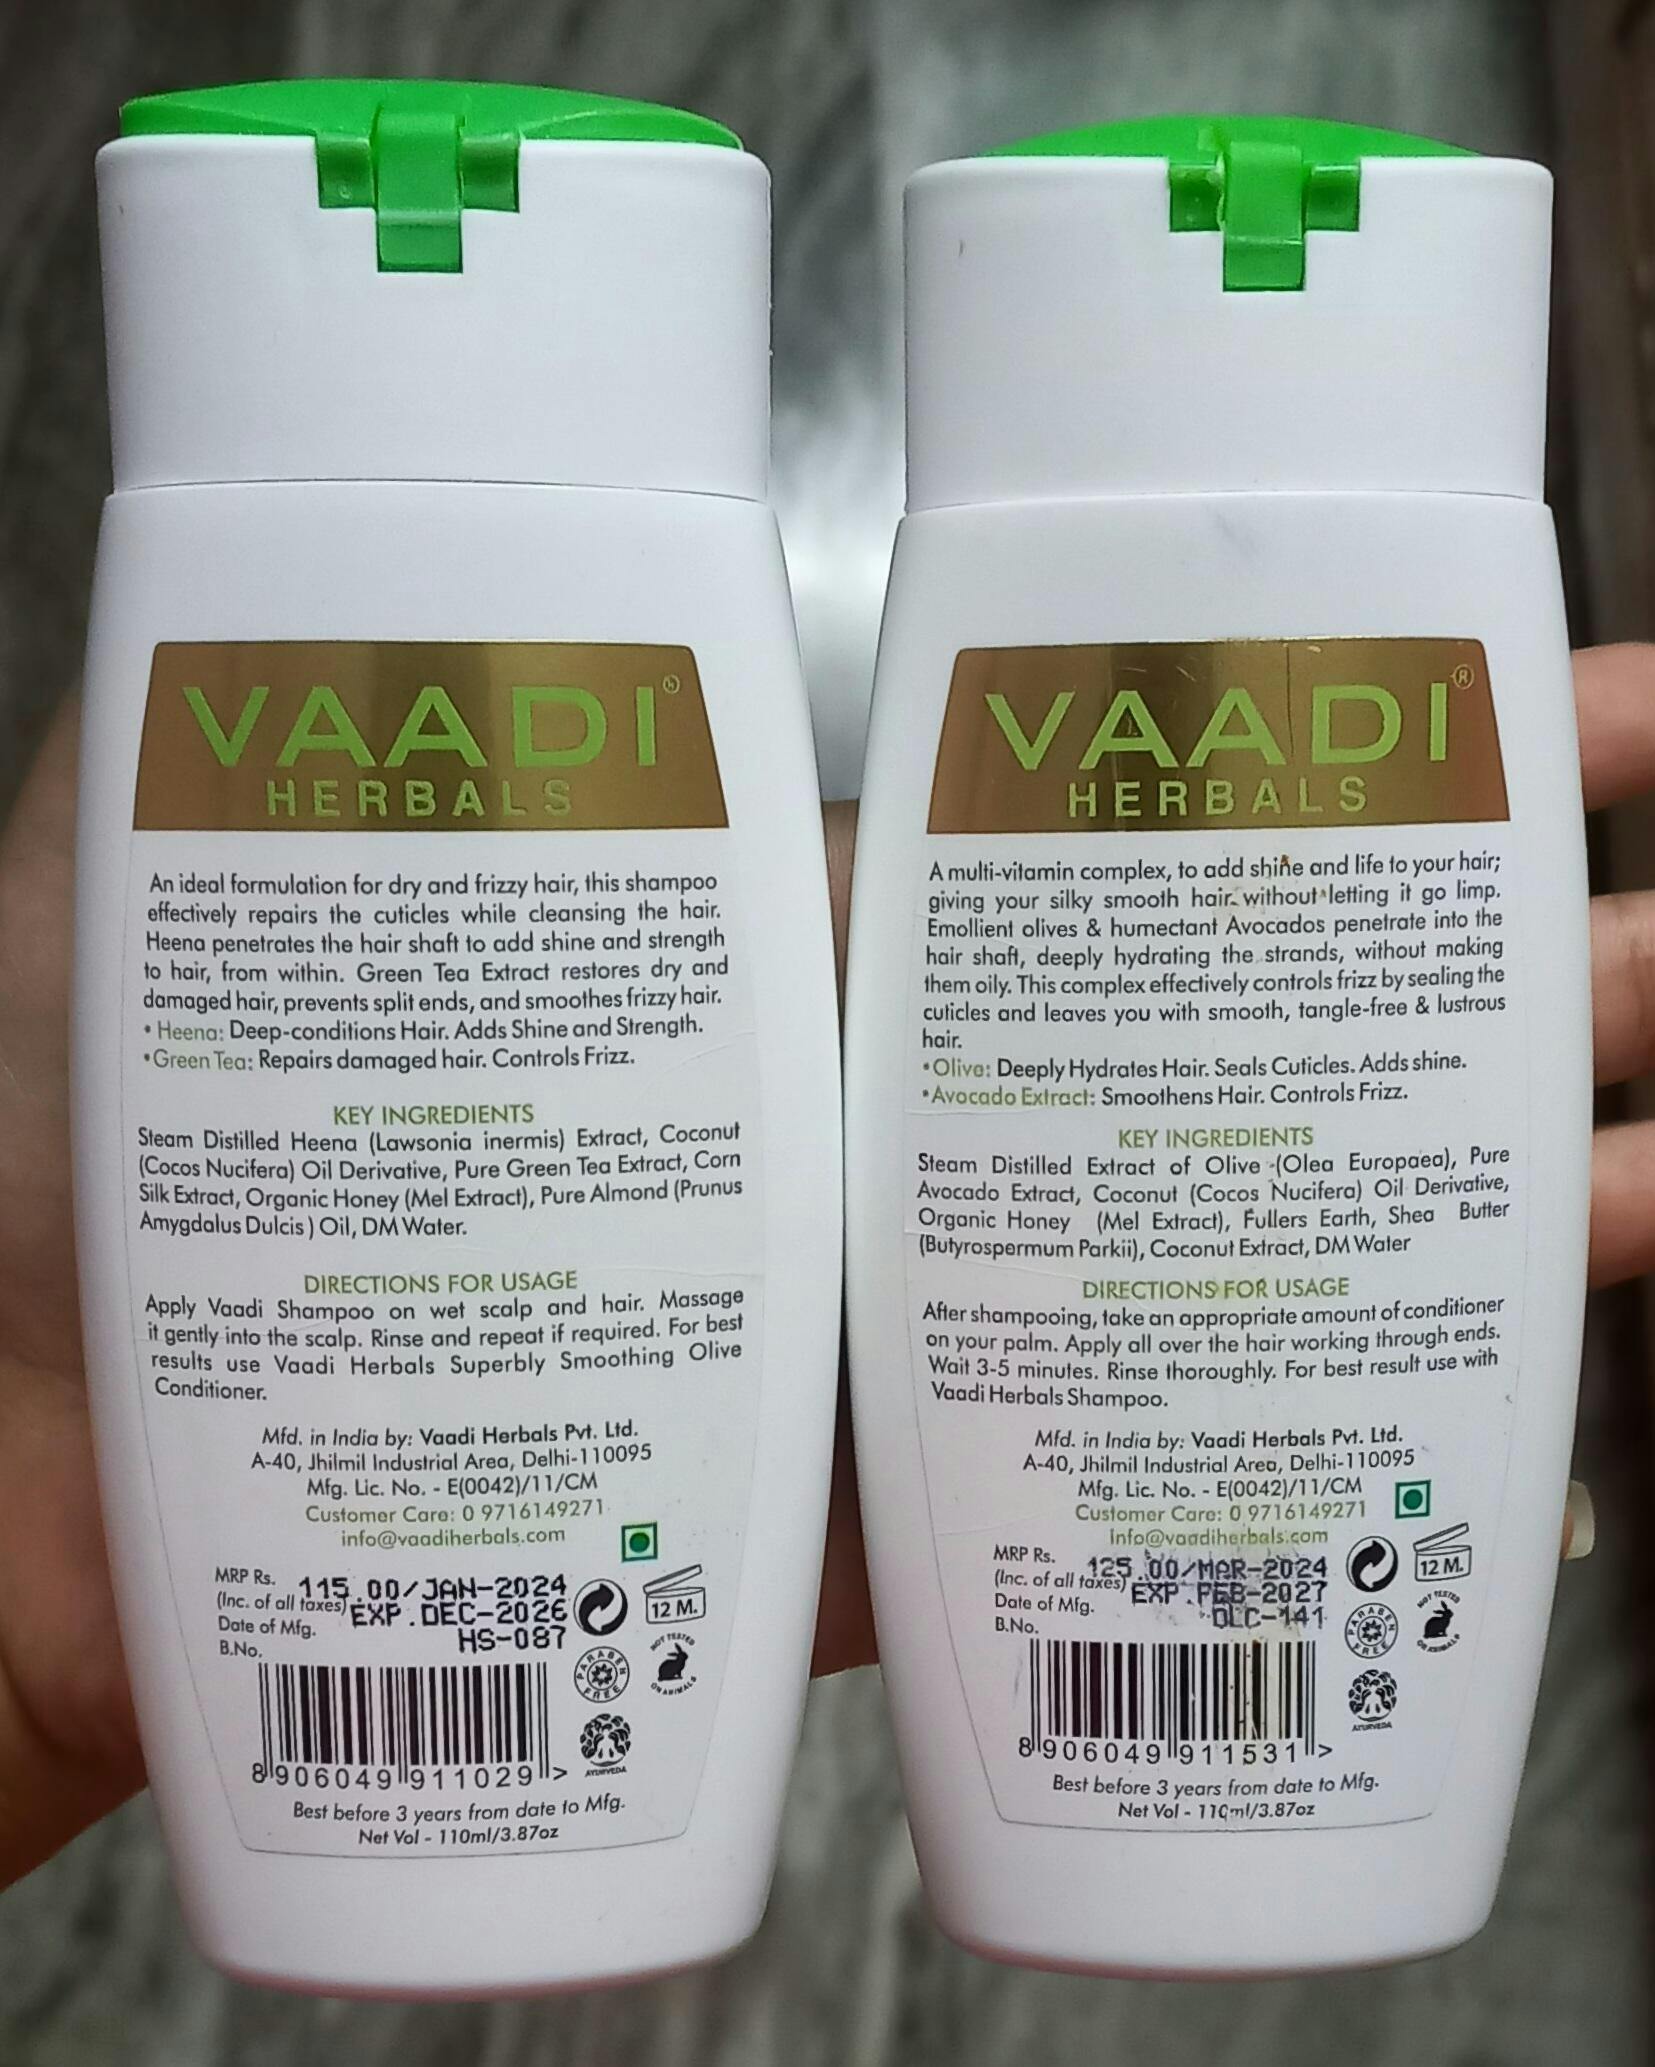 VAADI®
HERBALS
An ideal formulation for dry and frizzy hair, this shampoo
effectively repairs the cuticles while cleansing the hair.
Heena penetrates the hair shaft to add shine and strength
to hair, from within. Green Tea Extract restores dry and
damaged hair, prevents split ends, and smoothes frizzy hair.
• Heena: Deep-conditions Hair. Adds Shine and Strength.
• Green Tea: Repairs damaged hair. Controls Frizz.
KEY INGREDIENTS
Steam Distilled Heena (Lawsonia inermis) Extract, Coconut
(Cocos Nucifera) Oil Derivative, Pure Green Tea Extract, Corn
Silk Extract, Organic Honey (Mel Extract), Pure Almond (Prunus
Amygdalus Dulcis ) Oil, DM Water.
DIRECTIONS FOR USAGE
Apply Vaadi Shampoo on wet scalp and hair. Massage
it gently into the scalp. Rinse and repeat if required. For best
results use Vaadi Herbals Superbly Smoothing Olive
Conditioner.
Mfd. in India by: Vaadi Herbals Pvt. Ltd.
A-40, Jhilmil Industrial Area, Delhi-110095
Mfg. Lic. No. - E(0042)/11/CM
Customer Care: 0 9716149271
info@vaadiherbals.com
MRP Rs. 115.00/JAN-2024
(Inc. of all taxes) EXP.DEC-2026
Date of Mfg. HS-087
B.No.
12 M.
PARABEN FREE
NOT TESTED ON ANIMALS
AYURVEDA
8 906049 911029 >
Best before 3 years from date to Mfg.
Net Vol - 110ml/3.87oz
VAADI®
HERBALS
A multi-vitamin complex, to add shine and life to your hair;
giving your silky smooth hair without letting it go limp.
Emollient olives & humectant Avocados penetrate into the
hair shaft, deeply hydrating the strands, without making
them oily. This complex effectively controls frizz by sealing the
cuticles and leaves you with smooth, tangle-free & lustrous
hair.
• Olive: Deeply Hydrates Hair. Seals Cuticles. Adds shine.
• Avocado Extract: Smoothens Hair. Controls Frizz.
KEY INGREDIENTS
Steam Distilled Extract of Olive (Olea Europaea), Pure
Avocado Extract, Coconut (Cocos Nucifera) Oil Derivative,
Organic Honey (Mel Extract), Fullers Earth, Shea Butter
(Butyrospermum Parkii), Coconut Extract, DM Water
DIRECTIONS FOR USAGE
After shampooing, take an appropriate amount of conditioner
on your palm. Apply all over the hair working through ends.
Wait 3-5 minutes. Rinse thoroughly. For best result use with
Vaadi Herbals Shampoo.
Mfd. in India by: Vaadi Herbals Pvt. Ltd.
A-40, Jhilmil Industrial Area, Delhi-110095
Mfg. Lic. No. - E(0042)/11/CM
Customer Care: 0 9716149271
Info@vaadiherbals.com
MRP Rs. 125.00/MAR-2024
(Inc. of all taxes) EXP.FEB-2027
Date of Mfg. OLC-141
B.No.
12 M.
PARABEN FREE
NOT TESTED ON ANIMALS
AYURVEDA
8 906049 911531 >
Best before 3 years from date to Mfg.
Net Vol - 110ml/3.87oz